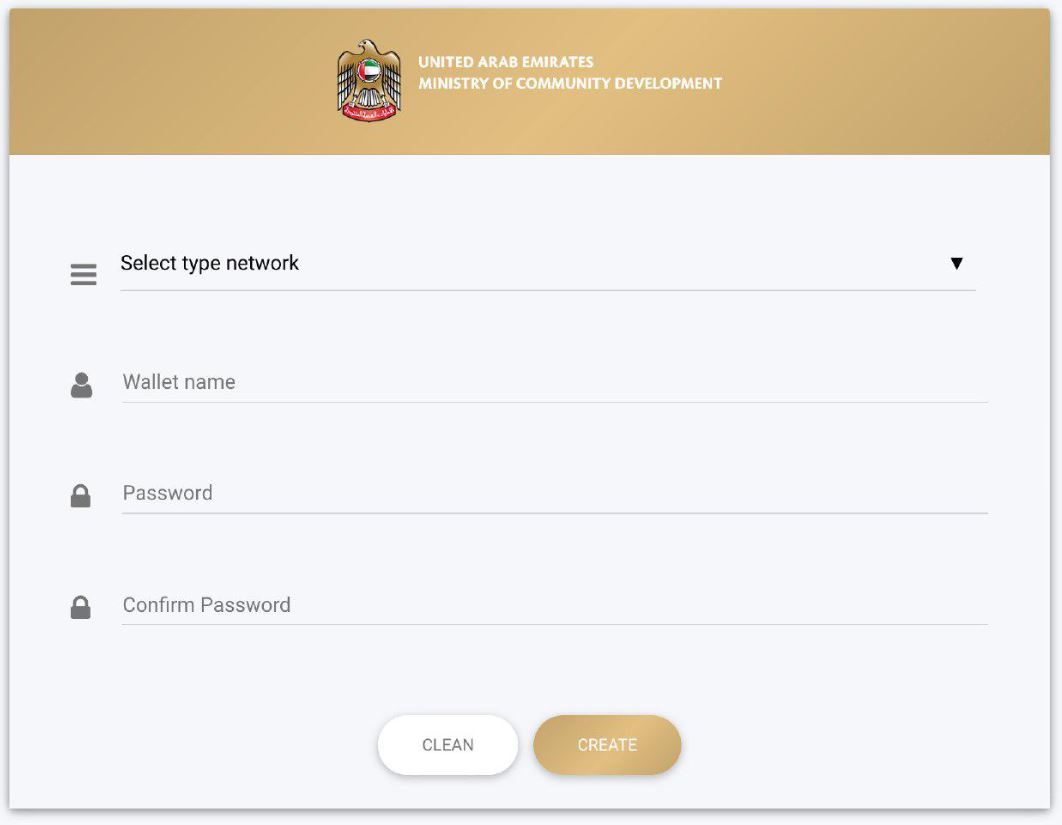 UNITED ARAB EMIRATES
MINISTRY OF COMMUNITY DEVELOPMENT
Select type network
Wallet name
Password
Confirm Password
CLEAN
CREATE